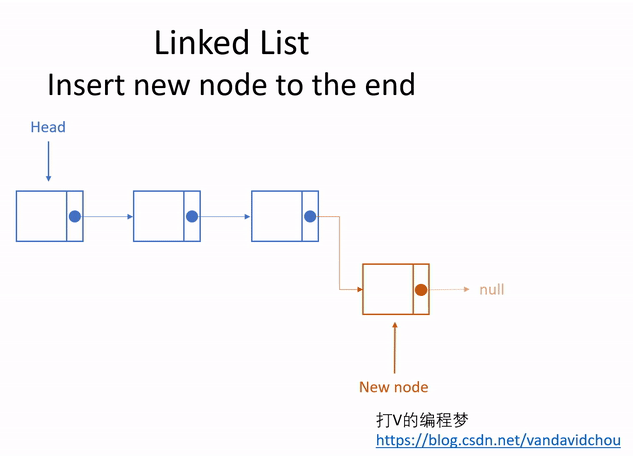 Linked List
Insert new node to the end
Head
null
New node
打V的编程梦
https://blog.csdn.net/vandavidchou